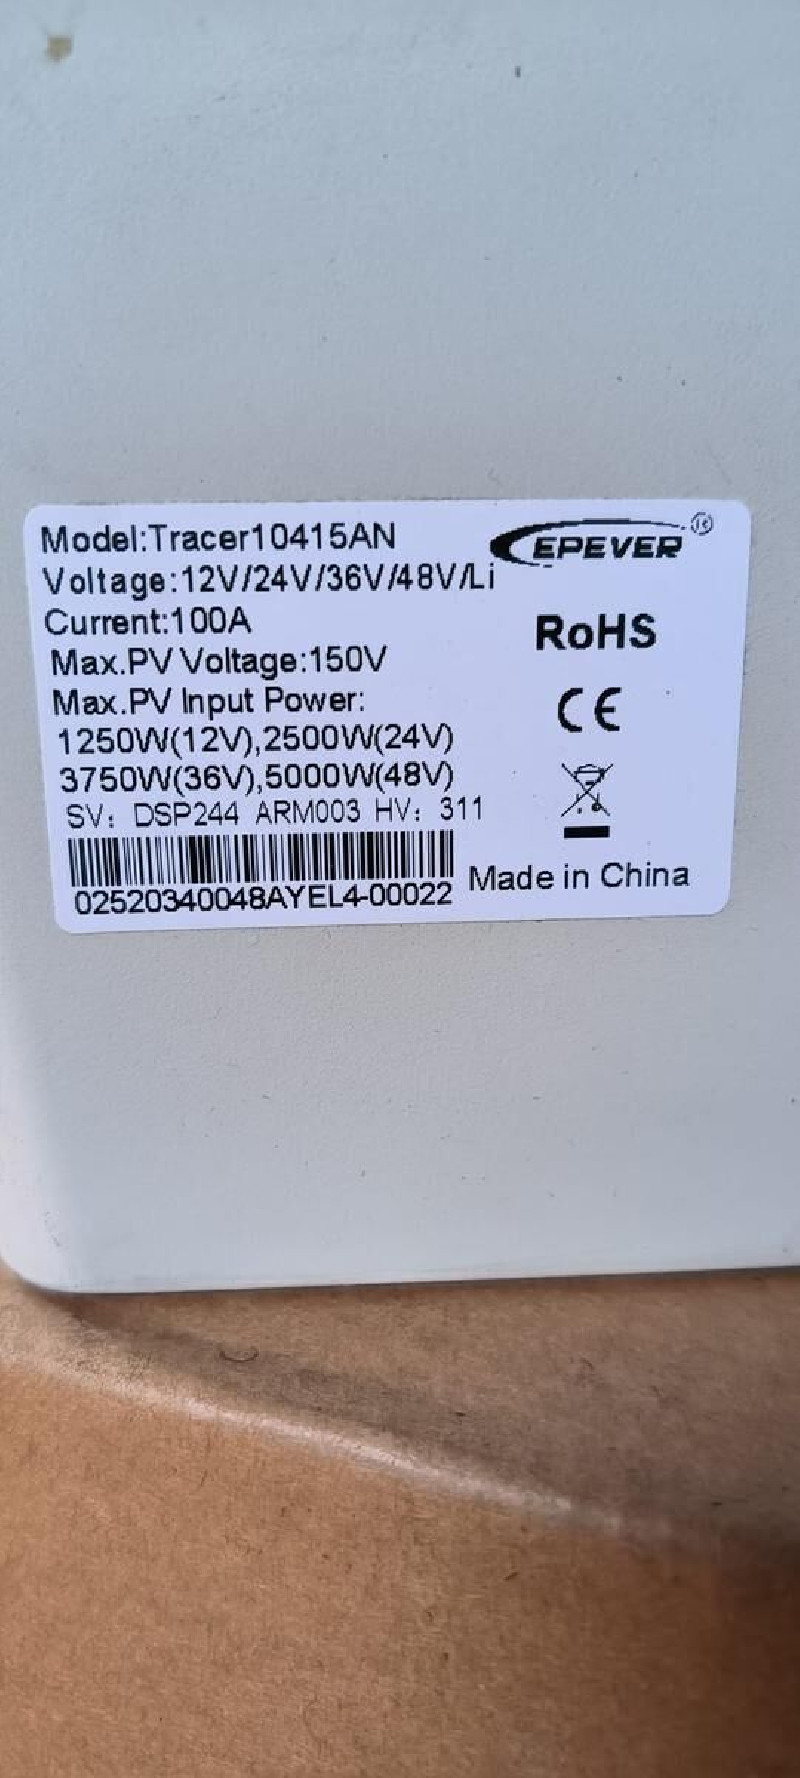 Model:Tracer10415AN
EPEVER®
Voltage:12V/24V/36V/48V/Li
Current:100A
RoHS
Max.PV Voltage:150V
Max.PV Input Power:
CE
1250W(12V),2500W(24V)
3750W(36V),5000W(48V)
SV: DSP244 ARM003 HV: 311
02520340048AYEL4-00022
Made in China